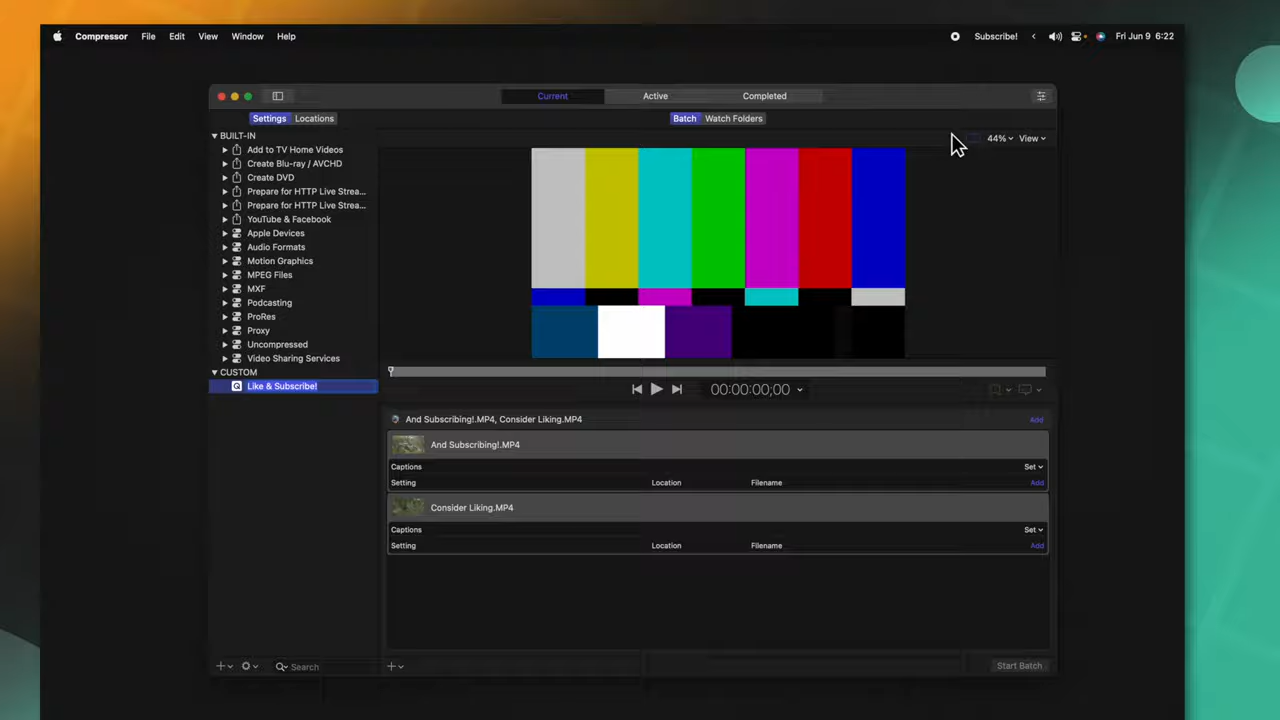 Compressor File Edit View Window Help Subscribe! Fri Jun 9 6:22
Current Active Completed
Settings Locations Batch Watch Folders
BUILT-IN
44% View
Add to TV Home Videos
Create Blu-ray / AVCHD
Create DVD
Prepare for HTTP Live Strea...
Prepare for HTTP Live Strea...
YouTube & Facebook
Apple Devices
Audio Formats
Motion Graphics
MPEG Files
MXF
Podcasting
ProRes
Proxy
Uncompressed
Video Sharing Services
CUSTOM
Like & Subscribe!
00:00:00;00
And Subscribing!.MP4, Consider Liking.MP4 Add
And Subscribing!.MP4
Captions Set
Setting Location Filename Add
Consider Liking.MP4
Captions Set
Setting Location Filename Add
Search Start Batch